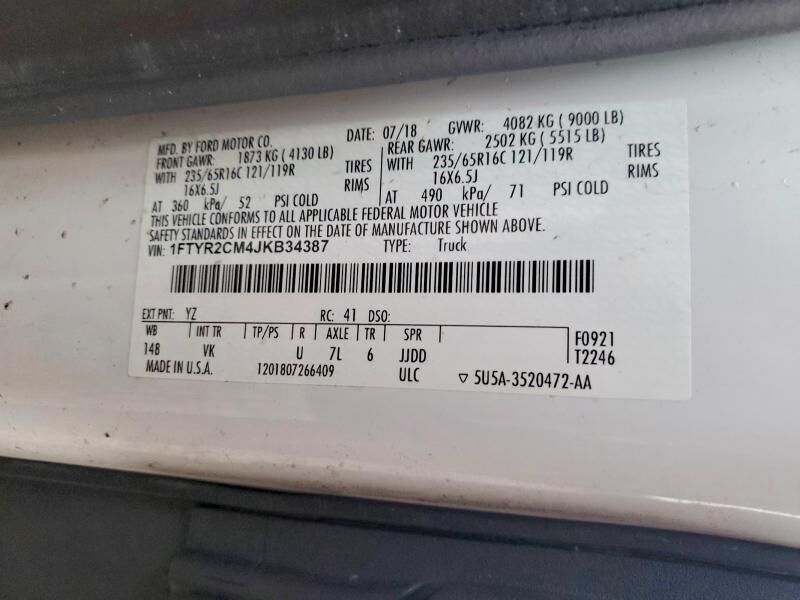 MFD. BY FORD MOTOR CO. DATE: 07/18 GVWR: 4082 KG ( 9000 LB)
FRONT GAWR: 1873 KG ( 4130 LB) REAR GAWR: 2502 KG ( 5515 LB)
WITH 235/65R16C 121/119R TIRES WITH 235/65R16C 121/119R TIRES
16X6.5J RIMS 16X6.5J RIMS
AT 360 kPa/ 52 PSI COLD AT 490 kPa/ 71 PSI COLD
THIS VEHICLE CONFORMS TO ALL APPLICABLE FEDERAL MOTOR VEHICLE
SAFETY STANDARDS IN EFFECT ON THE DATE OF MANUFACTURE SHOWN ABOVE.
VIN: 1FTYR2CM4JKB34387 TYPE: Truck
EXT PNT: YZ RC: 41 DSO:
WB INT TR TP/PS R AXLE TR SPR F0921
148 VK U 7L 6 JJDD T2246
MADE IN U.S.A. 1201807266409 ULC ▽ 5U5A-3520472-AA